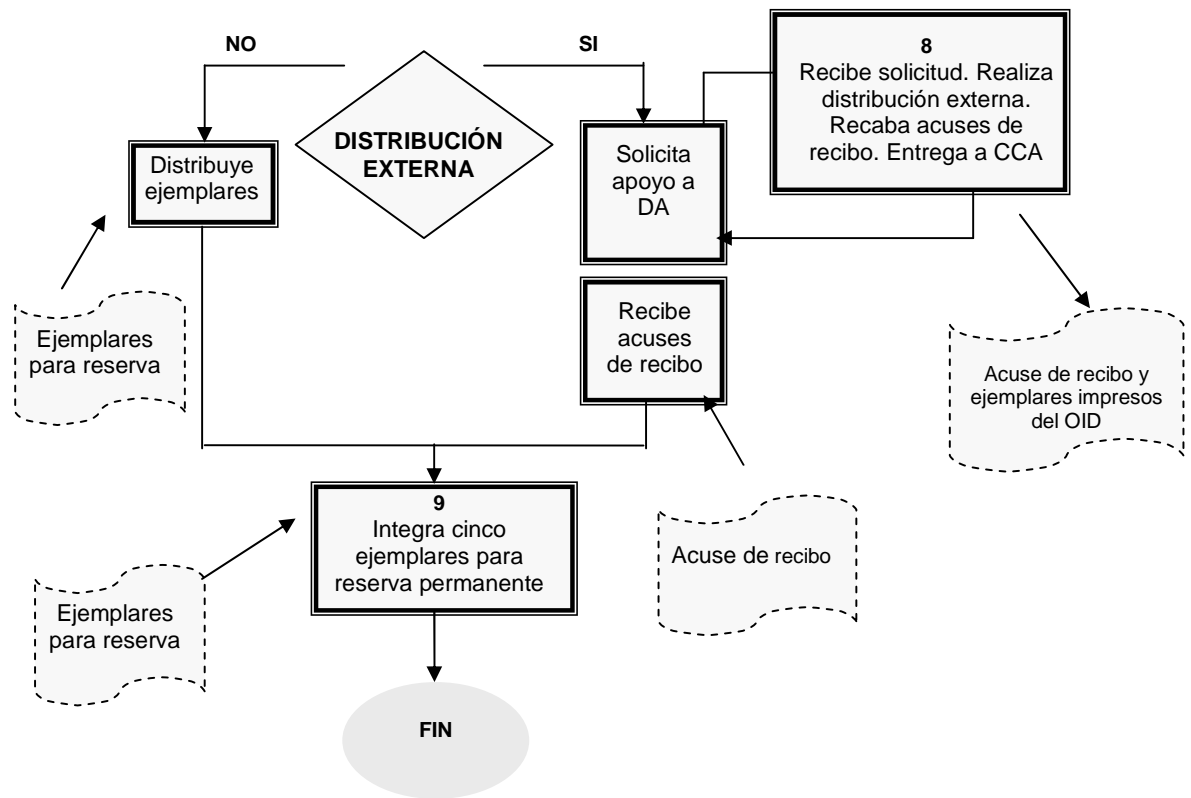 NO
SI
DISTRIBUCIÓN
EXTERNA
Distribuye
ejemplares
Solicita
apoyo a
DA
8
Recibe solicitud. Realiza
distribución externa.
Recaba acuses de
recibo. Entrega a CCA
Ejemplares
para reserva
Recibe
acuses
de recibo
Acuse de recibo y
ejemplares impresos
del OID
9
Integra cinco
ejemplares para
reserva permanente
Acuse de recibo
Ejemplares
para reserva
FIN